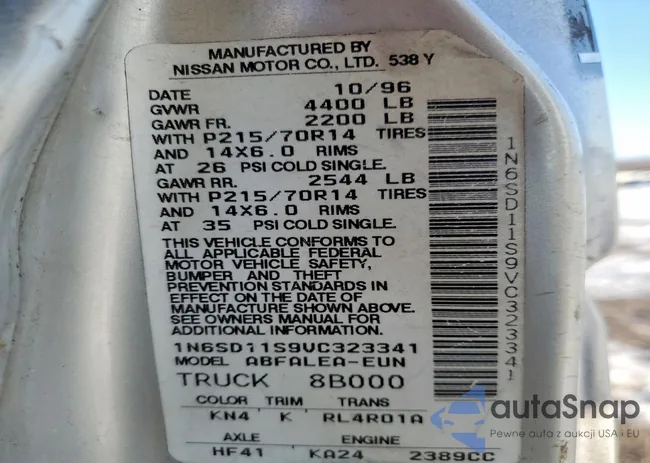 MANUFACTURED BY
NISSAN MOTOR CO., LTD. 538Y
DATE 10/96
GVWR 4400 LB
GAWR FR. 2200 LB
WITH P215/70R14 TIRES
AND 14X6.0 RIMS
AT 26 PSI COLD SINGLE.
GAWR RR. 2544 LB
WITH P215/70R14 TIRES
AND 14X6.0 RIMS
AT 35 PSI COLD SINGLE.
THIS VEHICLE CONFORMS TO
ALL APPLICABLE FEDERAL
MOTOR VEHICLE SAFETY,
BUMPER AND THEFT
PREVENTION STANDARDS IN
EFFECT ON THE DATE OF
MANUFACTURE SHOWN ABOVE.
SEE OWNERS MANUAL FOR
ADDITIONAL INFORMATION.
1N6SD11S9VC323341
MODEL ABFALEA-EUN
TRUCK 8B000
COLOR TRIM TRANS
KN4 K RL4R01A
AXLE ENGINE
HF41 KA24 2389CC
1N6SD11S9VC323341
autaSnap
Pewne auta z aukcji USA i EU